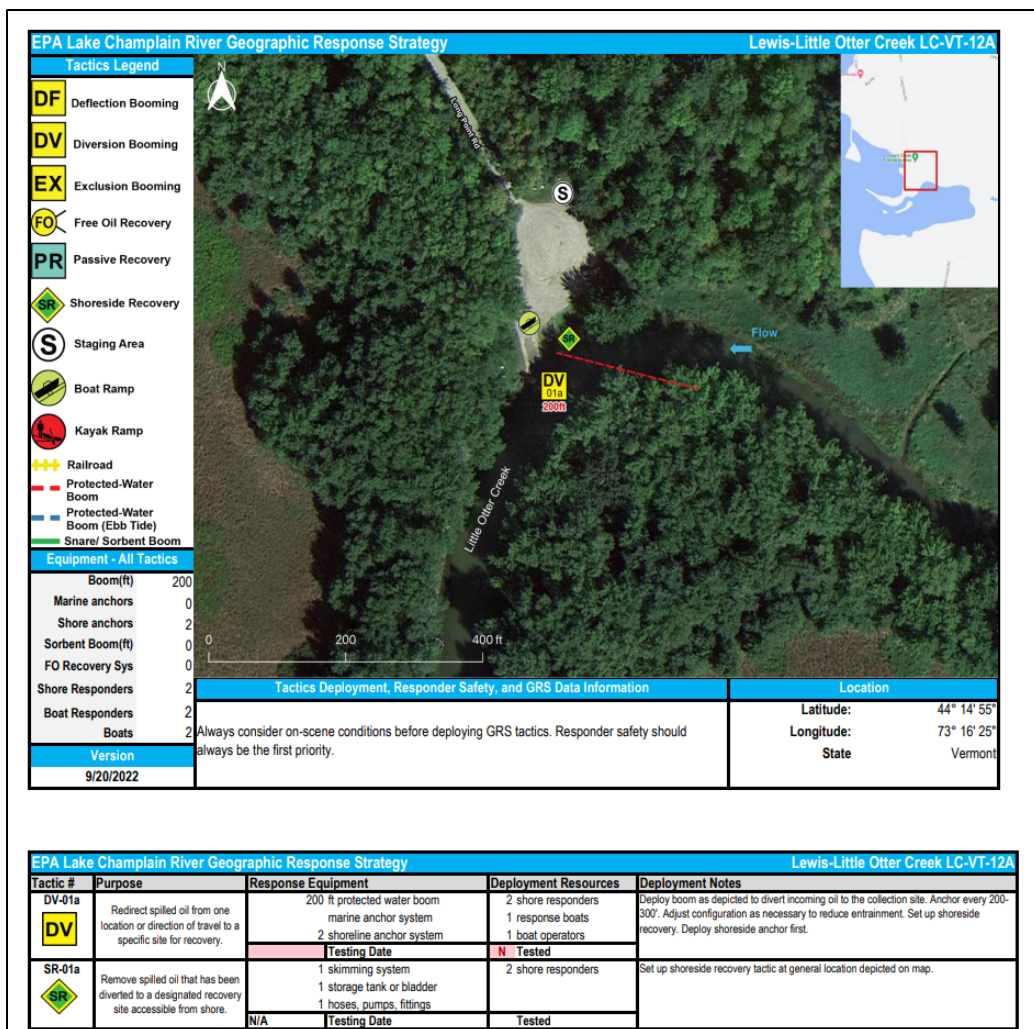 EPA Lake Champlain River Geographic Response Strategy Lewis-Little Otter Creek LC-VT-12A
Tactics Legend
DF Deflection Booming
DV Diversion Booming
EX Exclusion Booming
FO Free Oil Recovery
PR Passive Recovery
SR Shoreside Recovery
S Staging Area
Boat Ramp
Kayak Ramp
Railroad
Protected-Water
Boom
Protected-Water
Boom (Ebb Tide)
Snare/ Sorbent Boom
Equipment - All Tactics
Boom(ft) 200
Marine anchors 0
Shore anchors 2
Sorbent Boom(ft) 0
FO Recovery Sys 0
Shore Responders 2
Boat Responders 2
Boats 2
Version
9/20/2022
N
Long Point Rd
S
SR
Flow
DV
01a
200ft
Little Otter Creek
0 200 400 ft
Tactics Deployment, Responder Safety, and GRS Data Information
Always consider on-scene conditions before deploying GRS tactics. Responder safety should
always be the first priority.
Location
Latitude: 44° 14' 55"
Longitude: 73° 16' 25"
State Vermont
EPA Lake Champlain River Geographic Response Strategy Lewis-Little Otter Creek LC-VT-12A
Tactic # Purpose Response Equipment Deployment Resources Deployment Notes
DV-01a
DV
Redirect spilled oil from one
location or direction of travel to a
specific site for recovery.
200 ft protected water boom
marine anchor system
2 shoreline anchor system
Testing Date
2 shore responders
1 response boats
1 boat operators
N Tested
Deploy boom as depicted to divert incoming oil to the collection site. Anchor every 200-
300'. Adjust configuration as necessary to reduce entrainment. Set up shoreside
recovery. Deploy shoreside anchor first.
SR-01a
SR
Remove spilled oil that has been
diverted to a designated recovery
site accessible from shore.
1 skimming system
1 storage tank or bladder
1 hoses, pumps, fittings
N/A Testing Date
2 shore responders
Tested
Set up shoreside recovery tactic at general location depicted on map.